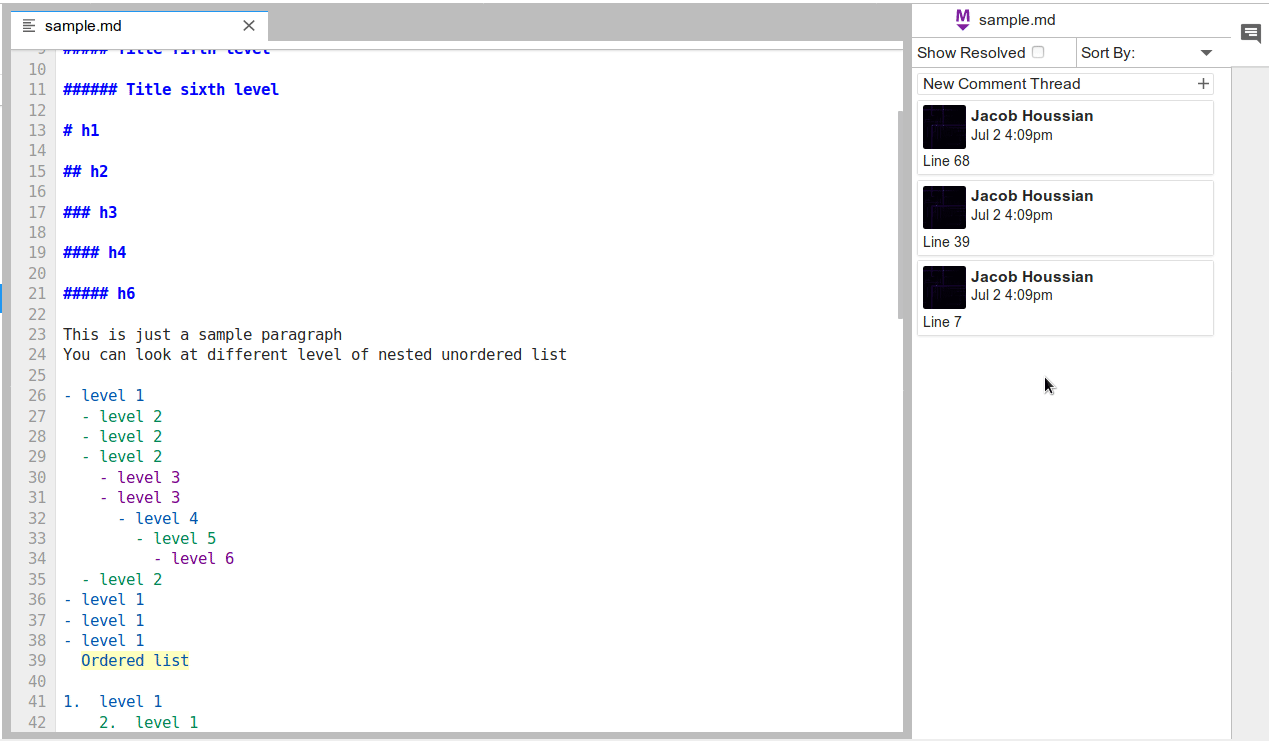 sample.md
9 ##### Title fifth level
10
11 ###### Title sixth level
12
13 # h1
14
15 ## h2
16
17 ### h3
18
19 #### h4
20
21 ##### h6
22
23 This is just a sample paragraph
24 You can look at different level of nested unordered list
25
26 - level 1
27   - level 2
28   - level 2
29   - level 2
30     - level 3
31     - level 3
32       - level 4
33         - level 5
34           - level 6
35   - level 2
36 - level 1
37 - level 1
38 - level 1
39   Ordered list
40
41 1.  level 1
42     2.  level 1
M sample.md
Show Resolved
Sort By:
New Comment Thread +
Jacob Houssian
Jul 2 4:09pm
Line 68
Jacob Houssian
Jul 2 4:09pm
Line 39
Jacob Houssian
Jul 2 4:09pm
Line 7